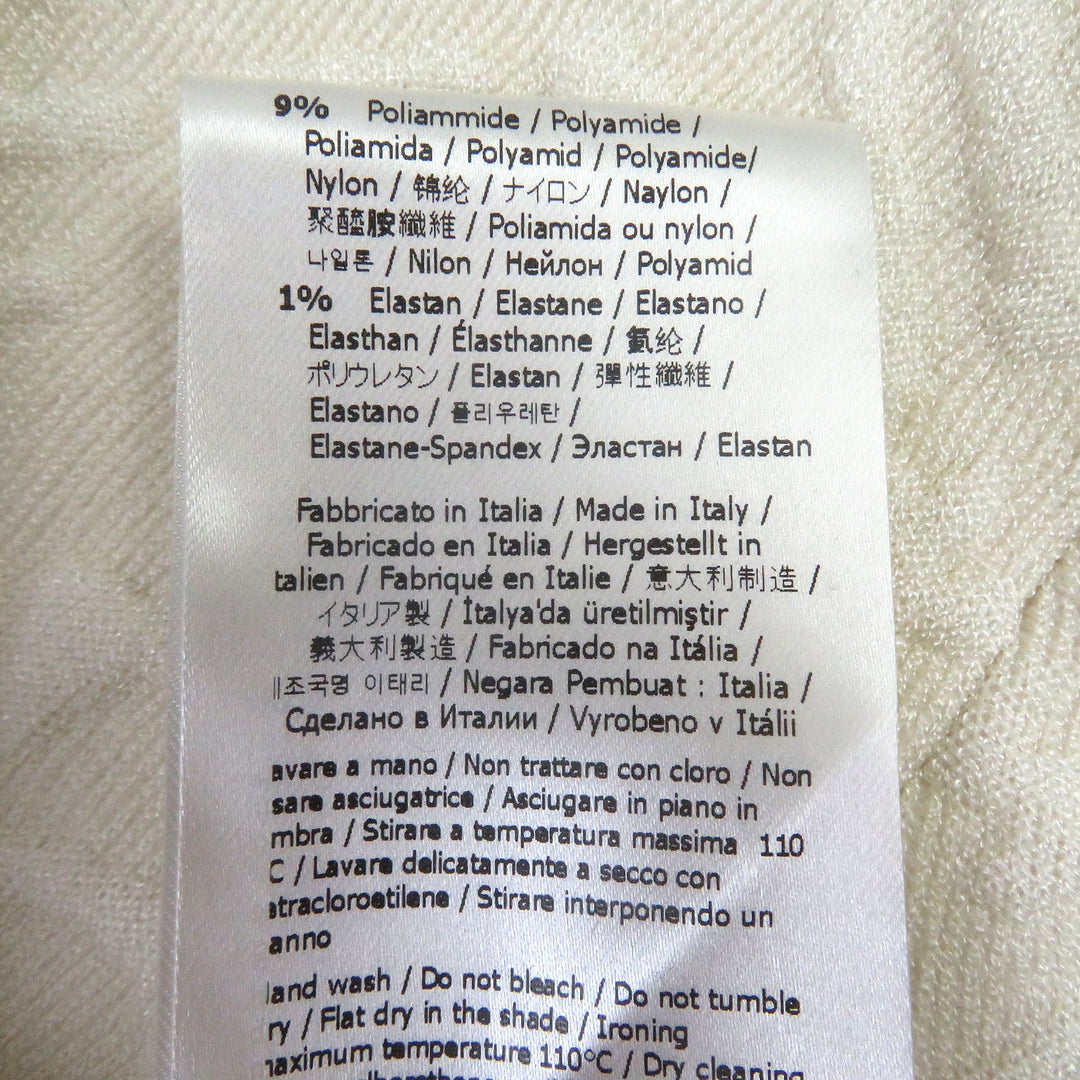 9% Poliammide / Polyamide /
Poliamida / Polyamid / Polyamide/
Nylon / 锦纶 / ナイロン / Naylon /
聚醯胺纖維 / Poliamida ou nylon /
나일론 / Nilon / Нейлон / Polyamid
1% Elastan / Elastane / Elastano /
Elasthan / Élasthanne / 氨纶 /
ポリウレタン / Elastan / 彈性纖維 /
Elastano / 폴리우레탄 /
Elastane-Spandex / Эластан / Elastan
Fabbricato in Italia / Made in Italy /
Fabricado en Italia / Hergestellt in
talien / Fabriqué en Italie / 意大利制造 /
イタリア製 / İtalya'da üretilmiştir /
義大利製造 / Fabricado na Itália /
조국명 이태리 / Negara Pembuat : Italia /
Сделано в Италии / Vyrobeno v Itálii
avare a mano / Non trattare con cloro / Non
sare asciugatrice / Asciugare in piano in
mbra / Stirare a temperatura massima 110
C / Lavare delicatamente a secco con
tracloroetilene / Stirare interponendo un
anno
and wash / Do not bleach / Do not tumble
ry / Flat dry in the shade / Ironing
aximum temperature 110°C / Dry cleaning